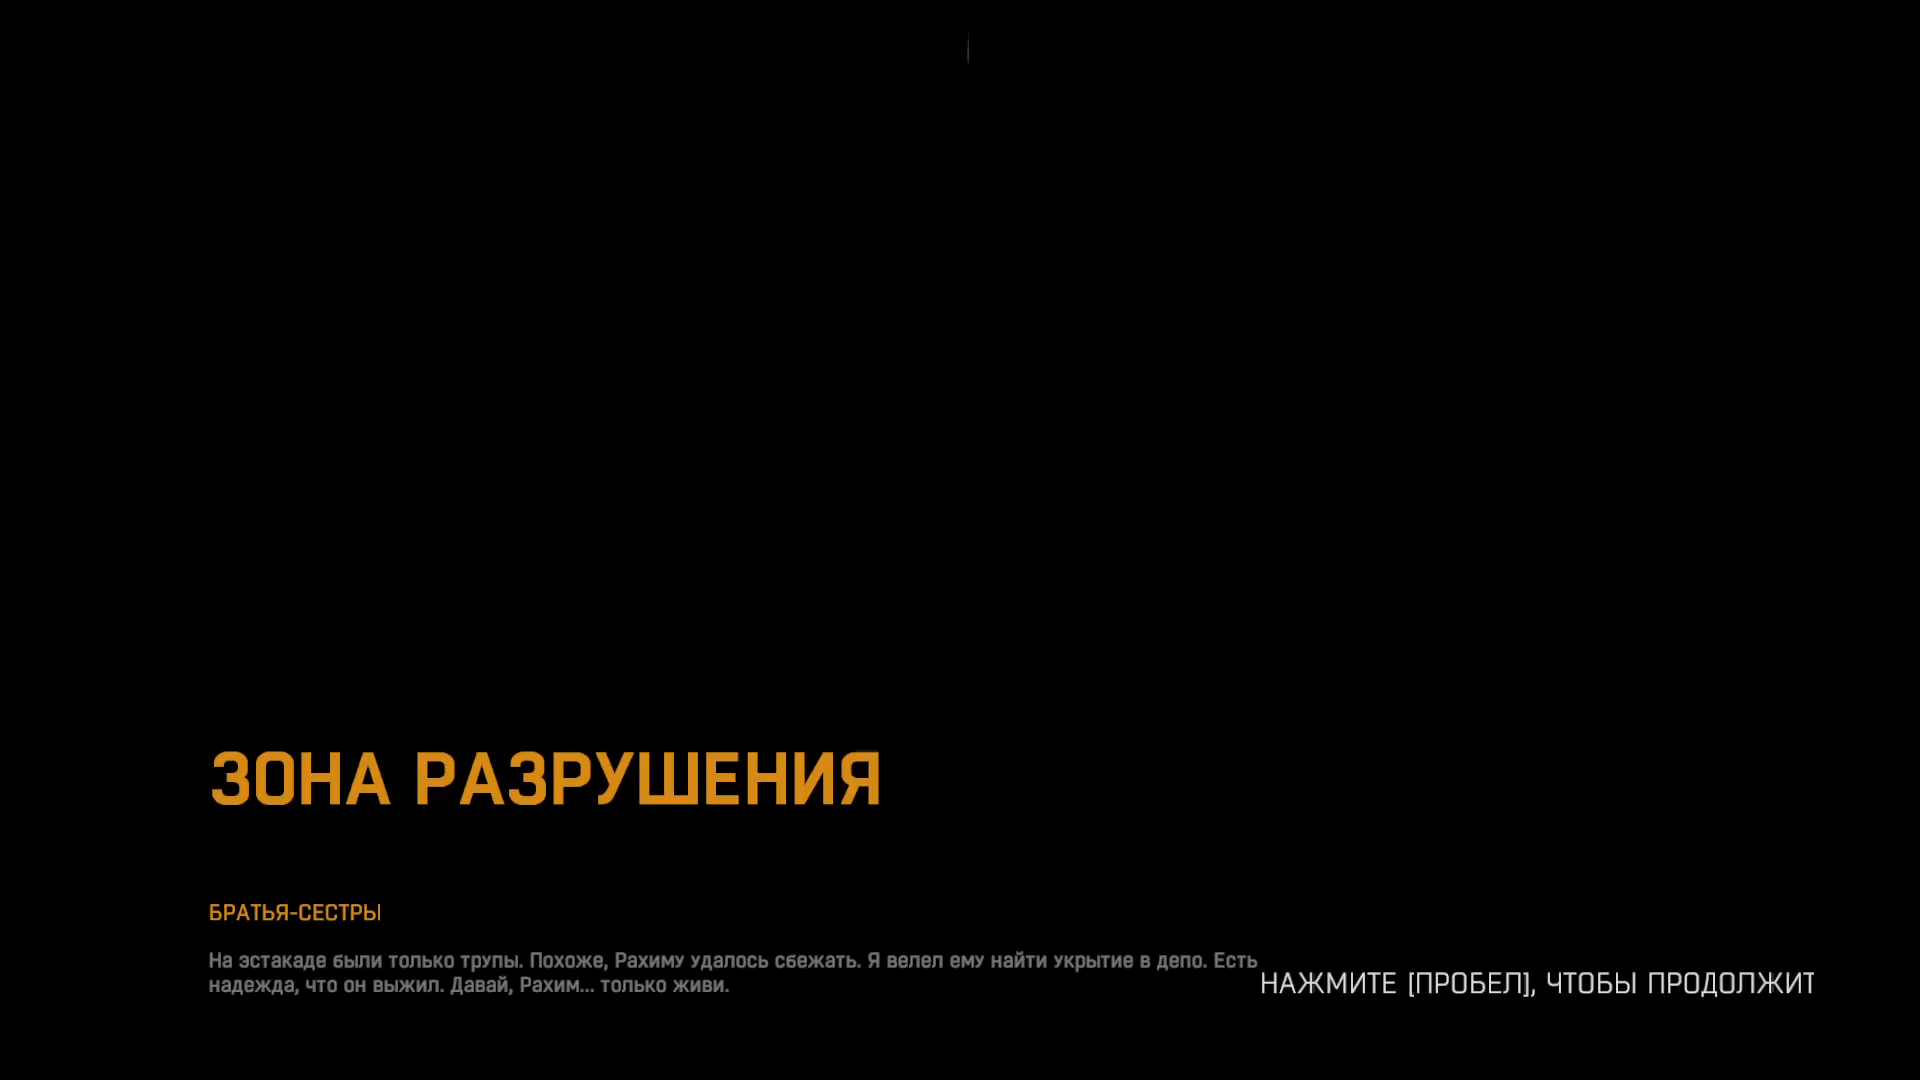 ЗОНА РАЗРУШЕНИЯ
БРАТЬЯ-СЕСТРЫ
На эстакаде были только трупы. Похоже, Рахиму удалось сбежать. Я велел ему найти укрытие в депо. Есть
надежда, что он выжил. Давай, Рахим... только живи.
НАЖМИТЕ [ПРОБЕЛ], ЧТОБЫ ПРОДОЛЖИТ